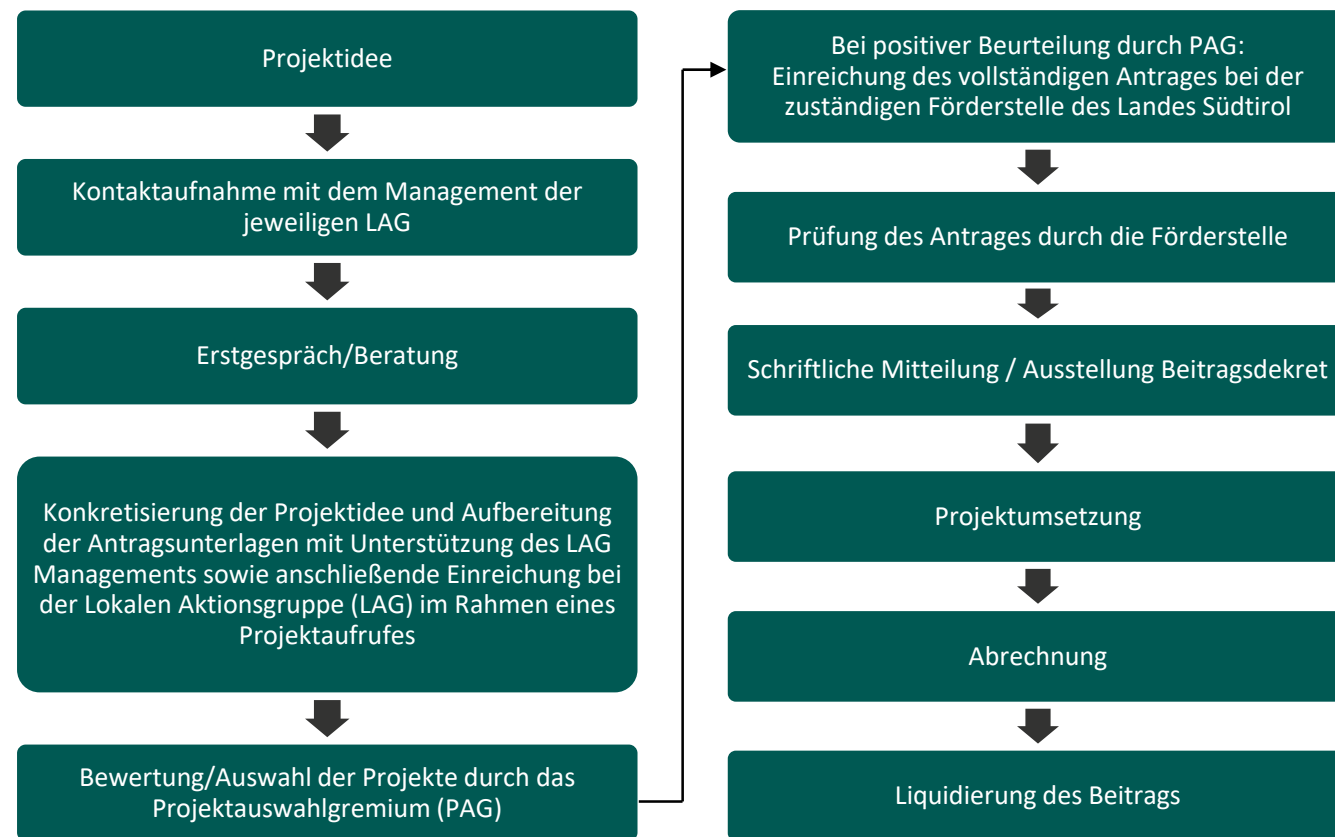 Projektidee
Kontaktaufnahme mit dem Management der
jeweiligen LAG
Erstgespräch/Beratung
Konkretisierung der Projektidee und Aufbereitung
der Antragsunterlagen mit Unterstützung des LAG
Managements sowie anschließende Einreichung bei
der Lokalen Aktionsgruppe (LAG) im Rahmen eines
Projektaufrufes
Bewertung/Auswahl der Projekte durch das
Projektauswahlgremium (PAG)
Bei positiver Beurteilung durch PAG:
Einreichung des vollständigen Antrages bei der
zuständigen Förderstelle des Landes Südtirol
Prüfung des Antrages durch die Förderstelle
Schriftliche Mitteilung / Ausstellung Beitragsdekret
Projektumsetzung
Abrechnung
Liquidierung des Beitrags